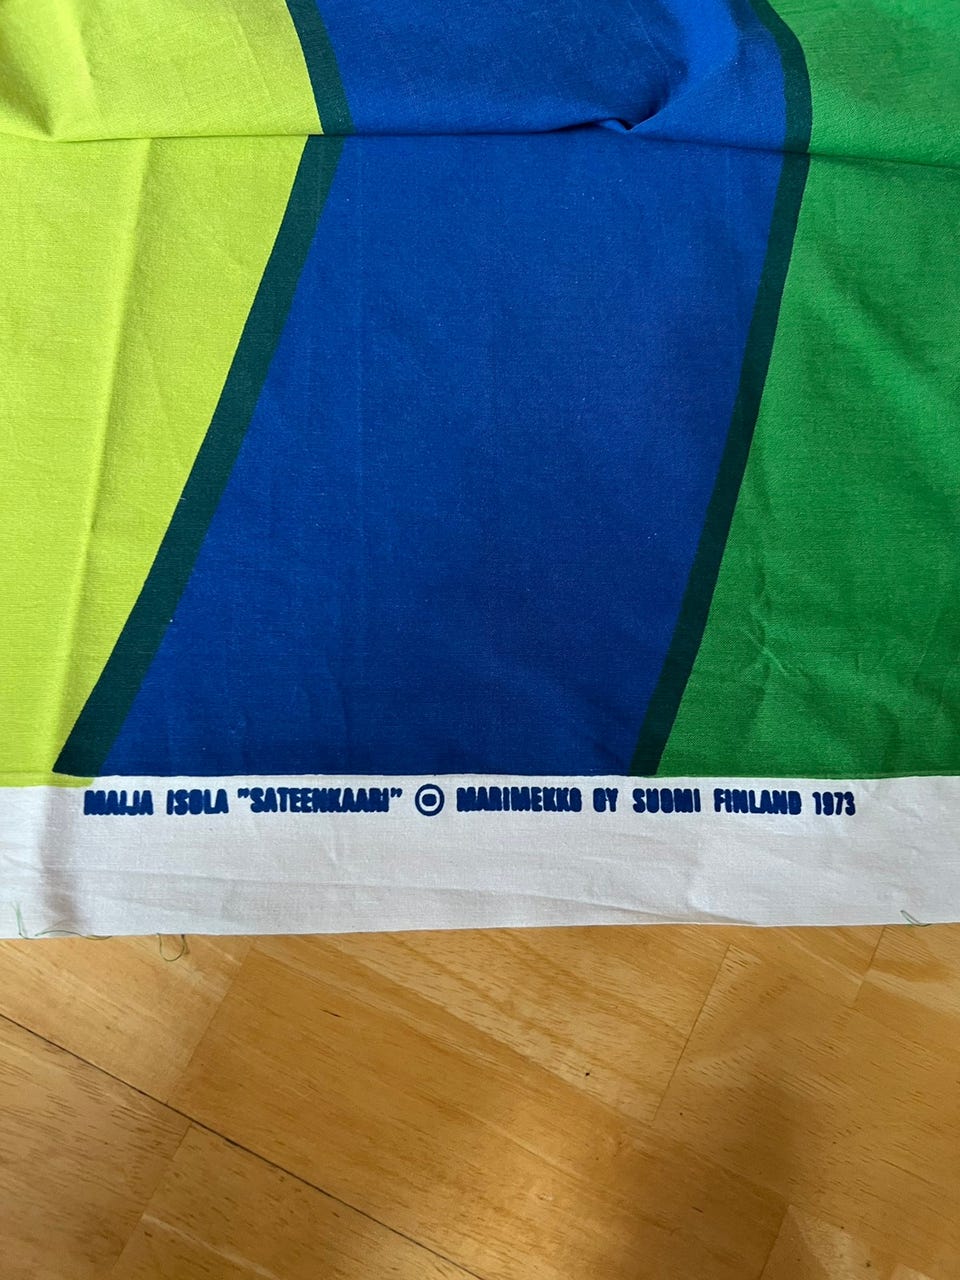 MAIJA ISOLA "SATEENKAARI" © MARIMEKKO OY SUOMI FINLAND 1973